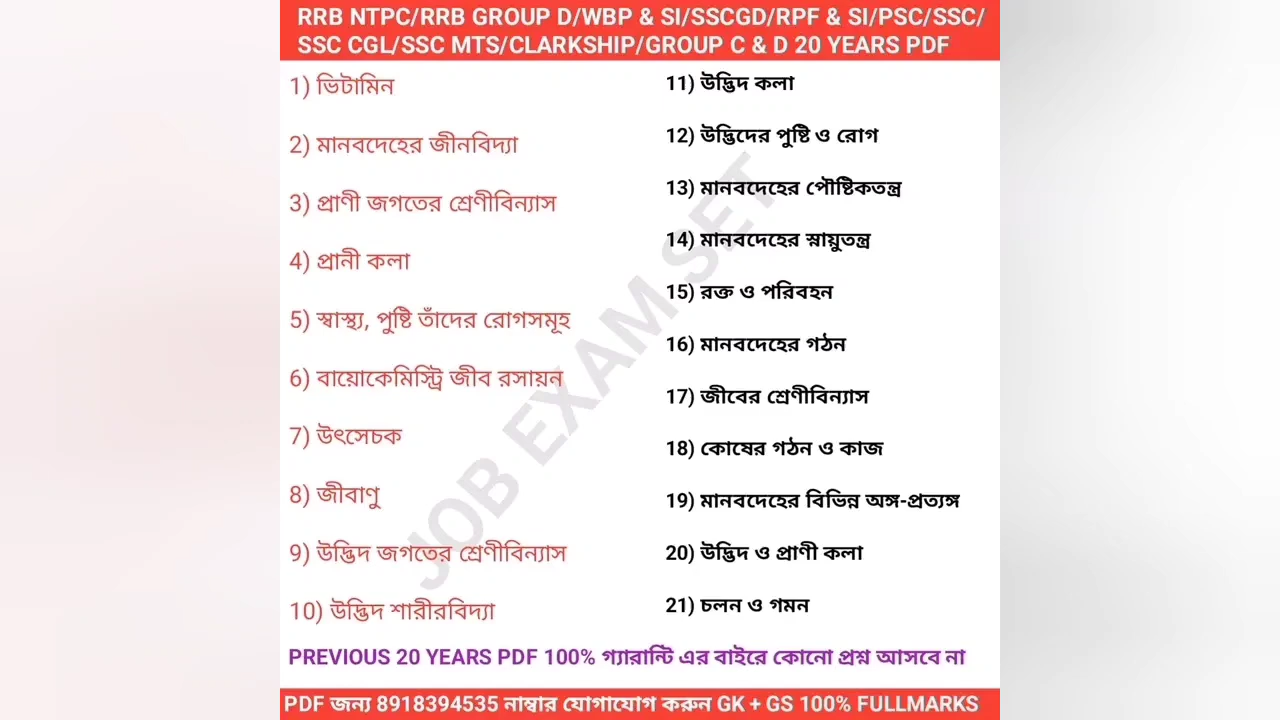 RRB NTPC/RRB GROUP D/WBP & SI/SSCGD/RPF & SI/PSC/SSC/
SSC CGL/SSC MTS/CLARKSHIP/GROUP C & D 20 YEARS PDF
1) ভিটামিন
2) মানবদেহের জীনবিদ্যা
3) প্রাণী জগতের শ্রেণীবিন্যাস
4) প্রানী কলা
5) স্বাস্থ্য, পুষ্টি তাঁদের রোগসমূহ
6) বায়োকেমিস্ট্রি জীব রসায়ন
7) উৎসেচক
8) জীবাণু
9) উদ্ভিদ জগতের শ্রেণীবিন্যাস
10) উদ্ভিদ শারীরবিদ্যা
11) উদ্ভিদ কলা
12) উদ্ভিদের পুষ্টি ও রোগ
13) মানবদেহের পৌষ্টিকতন্ত্র
14) মানবদেহের স্নায়ুতন্ত্র
15) রক্ত ও পরিবহন
16) মানবদেহের গঠন
17) জীবের শ্রেণীবিন্যাস
18) কোষের গঠন ও কাজ
19) মানবদেহের বিভিন্ন অঙ্গ-প্রত্যঙ্গ
20) উদ্ভিদ ও প্রাণী কলা
21) চলন ও গমন
JOB EXAM SET
PREVIOUS 20 YEARS PDF 100% গ্যারান্টি এর বাইরে কোনো প্রশ্ন আসবে না
PDF জন্য 8918394535 নাম্বার যোগাযোগ করুন GK + GS 100% FULLMARKS